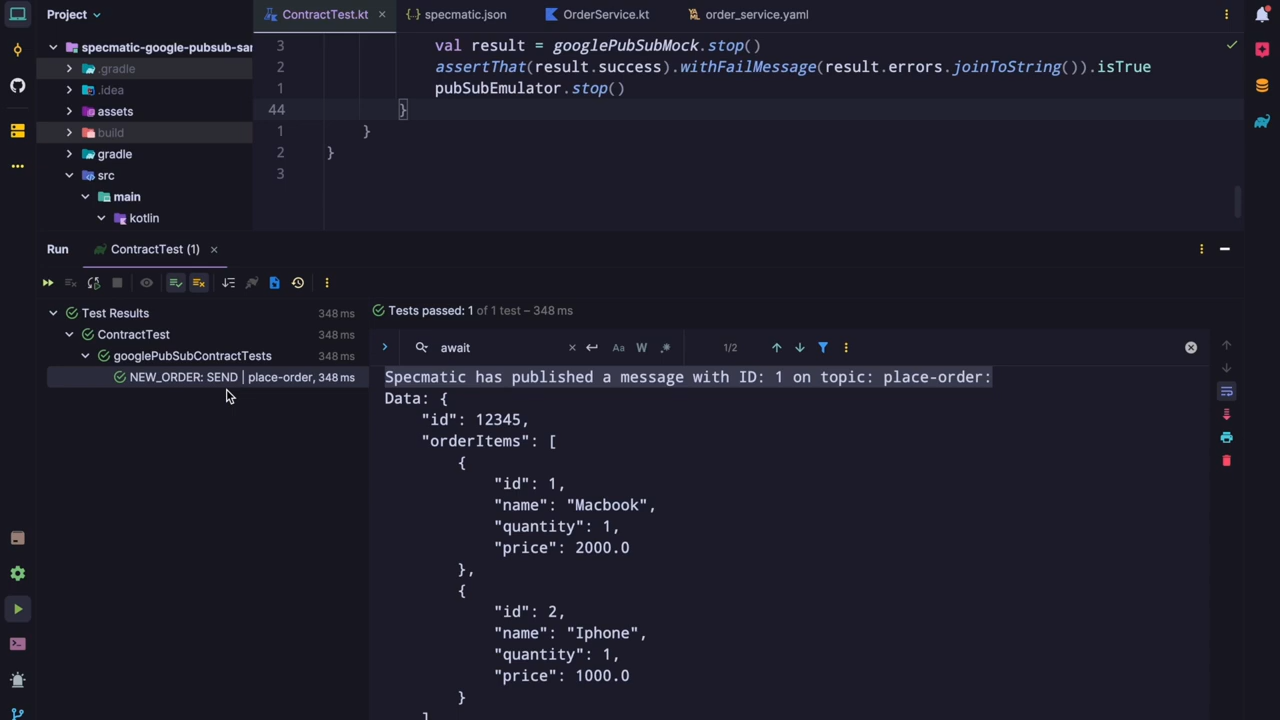 Project
ContractTest.kt
specmatic.json
OrderService.kt
order_service.yaml
specmatic-google-pubsub-sar
.gradle
.idea
assets
build
gradle
src
main
kotlin
3 val result = googlePubSubMock.stop()
2 assertThat(result.success).withFailMessage(result.errors.joinToString()).isTrue
1 pubSubEmulator.stop()
44 }
1 }
2 }
3
Run
ContractTest (1)
Test Results 348 ms
ContractTest 348 ms
googlePubSubContractTests 348 ms
NEW_ORDER: SEND | place-order, 348 ms
Tests passed: 1 of 1 test – 348 ms
await
Aa W .* 1/2
Specmatic has published a message with ID: 1 on topic: place-order:
Data: {
"id": 12345,
"orderItems": [
{
"id": 1,
"name": "Macbook",
"quantity": 1,
"price": 2000.0
},
{
"id": 2,
"name": "Iphone",
"quantity": 1,
"price": 1000.0
}
]